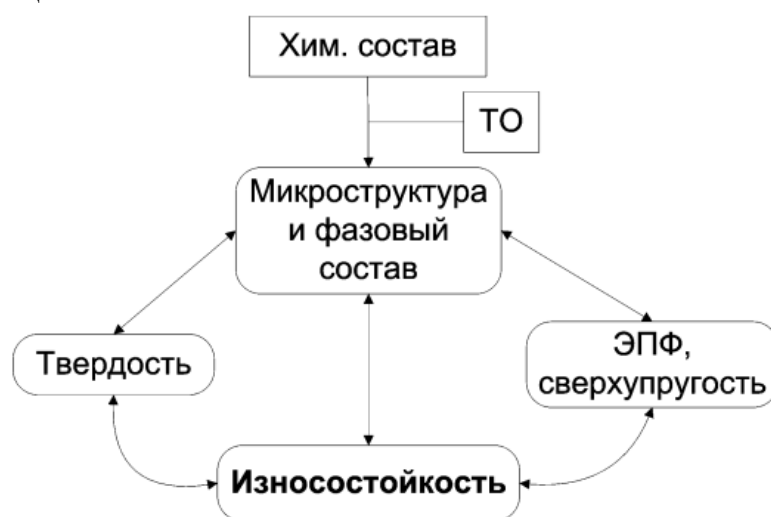 Хим. состав
ТО
Микроструктура
и фазовый
состав
Твердость
ЭПФ,
сверхупругость
Износостойкость